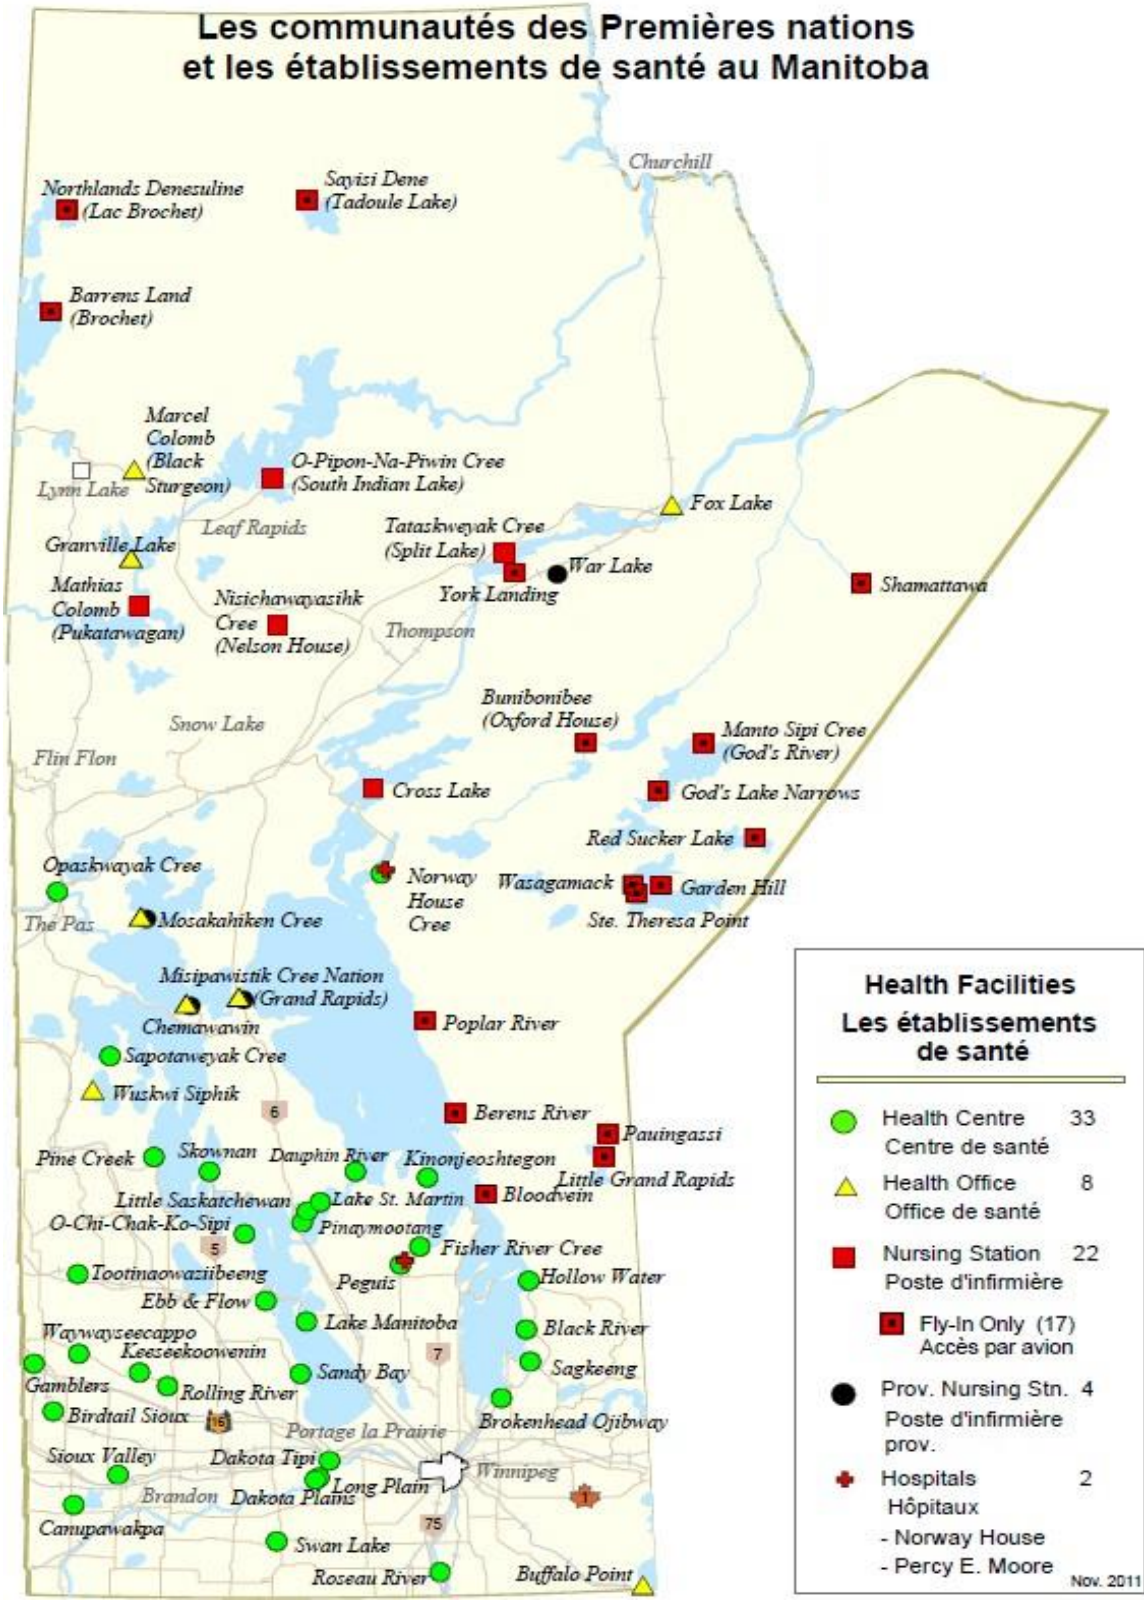 Les communautés des Premières nations
et les établissements de santé au Manitoba
Churchill
Northlands Denesuline
(Lac Brochet)
Sayisi Dene
(Tadoule Lake)
Barrens Land
(Brochet)
Marcel
Colomb
(Black
Sturgeon)
Lynn Lake
O-Pipon-Na-Piwin Cree
(South Indian Lake)
Leaf Rapids
Fox Lake
Granville Lake
Tataskweyak Cree
(Split Lake)
War Lake
York Landing
Shamattawa
Mathias
Colomb
(Pukatawagan)
Nisichawayasihk
Cree
(Nelson House)
Thompson
Bunibonibee
(Oxford House)
Manto Sipi Cree
(God's River)
Snow Lake
Flin Flon
Cross Lake
God's Lake Narrows
Red Sucker Lake
Opaskwayak Cree
Norway
House
Cree
Wasagamack
Garden Hill
Ste. Theresa Point
The Pas
Mosakahiken Cree
Misipawistik Cree Nation
(Grand Rapids)
Chemawawin
Poplar River
Sapotaweyak Cree
Wuskwi Siphik
6
Berens River
Pauingassi
Little Grand Rapids
Pine Creek
Skownan
Dauphin River
Kinonjeoshtegon
Bloodvein
Little Saskatchewan
Lake St. Martin
O-Chi-Chak-Ko-Sipi
Pinaymootang
5
Fisher River Cree
Peguis
Tootinaowaziibeeng
Hollow Water
Ebb & Flow
Lake Manitoba
Black River
Waywayseecappo
Keeseekoowenin
7
Sagkeeng
Gamblers
Rolling River
Sandy Bay
Birdtail Sioux
16
Brokenhead Ojibway
Portage la Prairie
Sioux Valley
Dakota Tipi
Winnipeg
Long Plain
Brandon
Dakota Plains
1
Canupawakpa
75
Swan Lake
Roseau River
Buffalo Point
Health Facilities
Les établissements
de santé
Health Centre 33
Centre de santé
Health Office 8
Office de santé
Nursing Station 22
Poste d'infirmière
Fly-In Only (17)
Accès par avion
Prov. Nursing Stn. 4
Poste d'infirmière
prov.
Hospitals 2
Hôpitaux
- Norway House
- Percy E. Moore
Nov. 2011